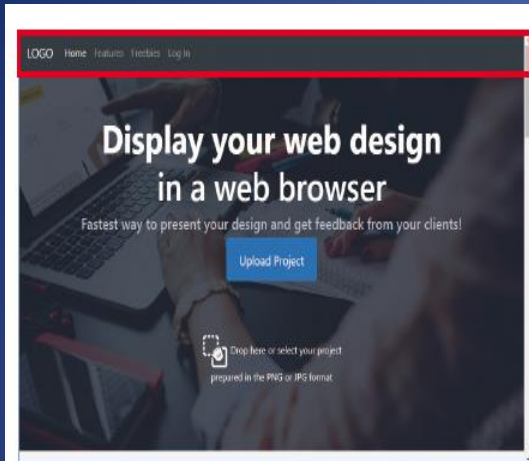 LOGO Home Features Freebies Log In
Display your web design
in a web browser
Fastest way to present your design and get feedback from your clients!
Upload Project
Drop here or select your project
prepared in the PNG or JPG format